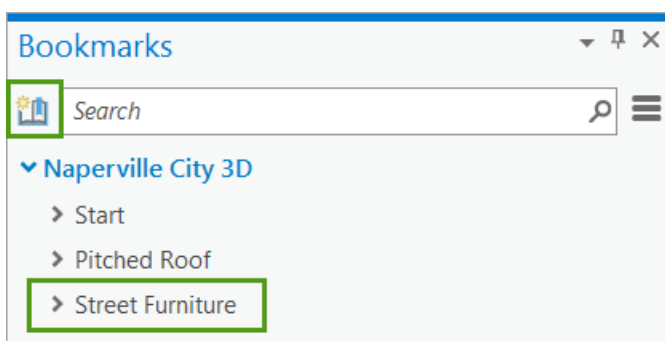 Bookmarks
Search
Naperville City 3D
Start
Pitched Roof
Street Furniture